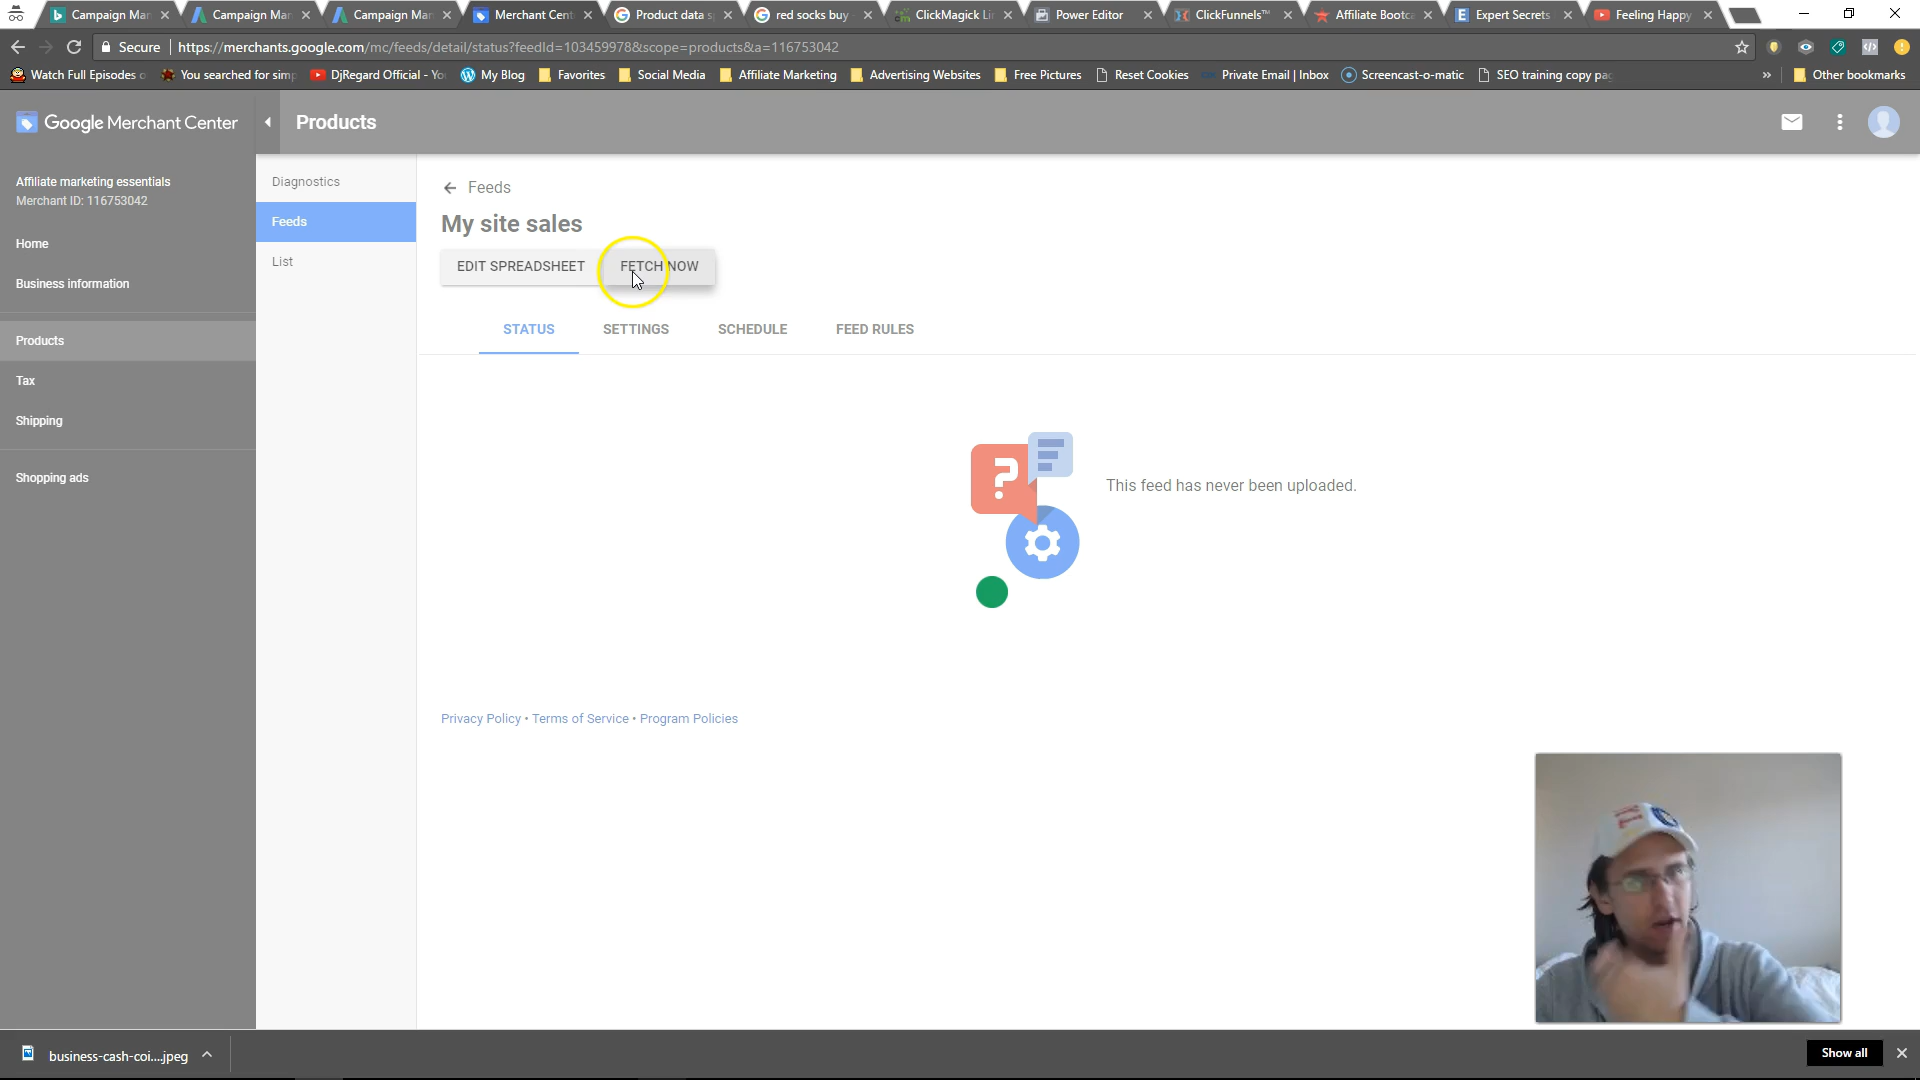 Campaign Mar
Campaign Mar
Campaign Mar
Merchant Cent
Product data s
red socks buy
ClickMagick Li
Power Editor
ClickFunnels™
Affiliate Bootca
Expert Secrets
Feeling Happy
Secure
https://merchants.google.com/mc/feeds/detail/status?feedId=103459978&scope=products&a=116753042
Watch Full Episodes o
You searched for simp
DjRegard Official - Yo
My Blog
Favorites
Social Media
Affiliate Marketing
Advertising Websites
Free Pictures
Reset Cookies
Private Email | Inbox
Screencast-o-matic
SEO training copy pag
»
Other bookmarks
Google Merchant Center
Products
Affiliate marketing essentials
Merchant ID: 116753042
Home
Business information
Products
Tax
Shipping
Shopping ads
Diagnostics
Feeds
List
Feeds
My site sales
EDIT SPREADSHEET
FETCH NOW
STATUS
SETTINGS
SCHEDULE
FEED RULES
This feed has never been uploaded.
Privacy Policy • Terms of Service • Program Policies
business-cash-coi....jpeg
Show all